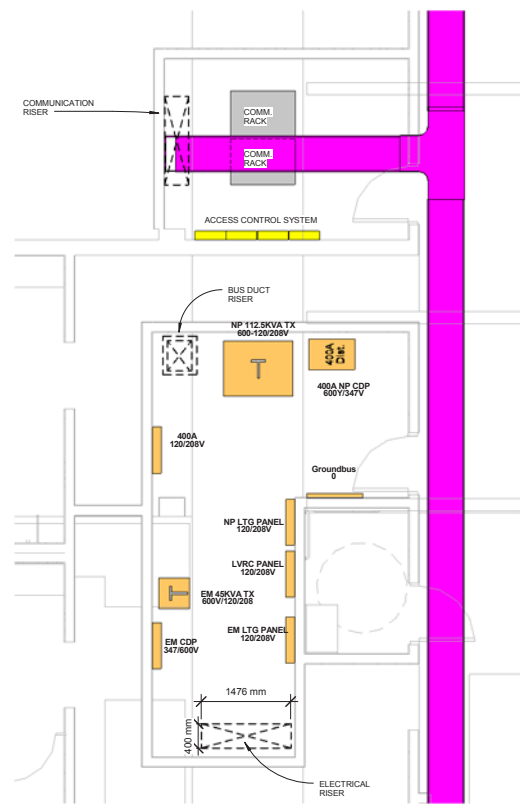 COMMUNICATION
RISER
COMM.
RACK
COMM.
RACK
ACCESS CONTROL SYSTEM
BUS DUCT
RISER
NP 112.5KVA TX
600-120/208V
T
400A
Dist.
400A NP CDP
600Y/347V
400A
120/208V
Groundbus
0
NP LTG PANEL
120/208V
LVRC PANEL
120/208V
T
EM 45KVA TX
600V/120/208
EM LTG PANEL
120/208V
EM CDP
347/600V
1476 mm
400 mm
ELECTRICAL
RISER